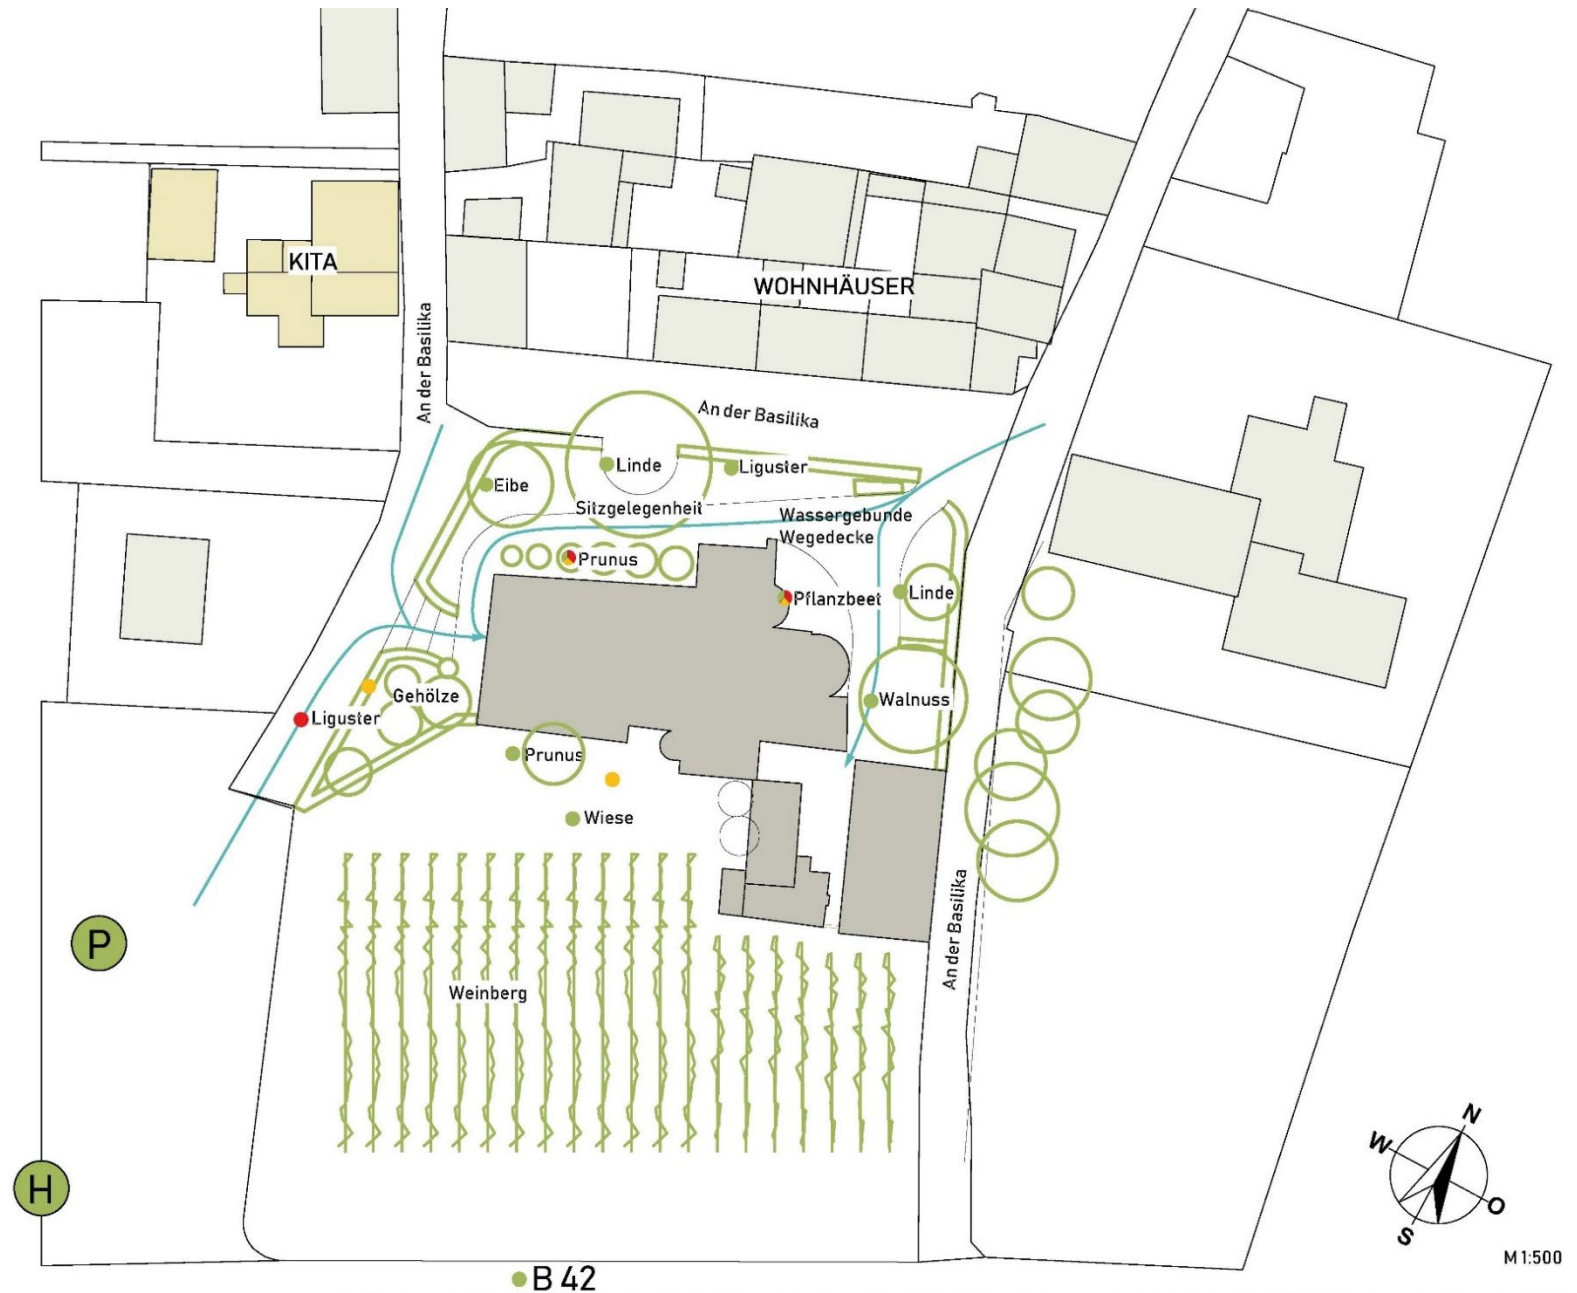 KITA
WOHNHÄUSER
An der Basilika
An der Basilika
Linde
Liguster
Eibe
Sitzgelegenheit
Wassergebunde
Wegedecke
Prunus
Pflanzbeet
Linde
Gehölze
Walnuss
Liguster
Prunus
Wiese
An der Basilika
P
Weinberg
H
N
W
O
S
M 1:500
B 42